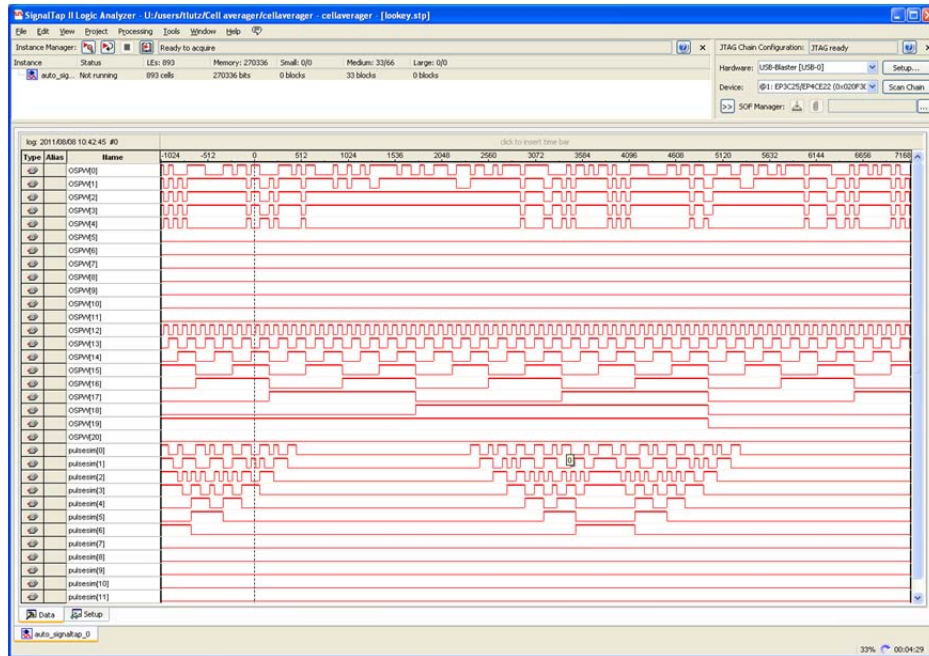 SignalTap II Logic Analyzer - U:/users/tlutz/Cell averager/cellaverager - cellaverager - [lookey.stp]
File Edit View Project Processing Tools Window Help
Instance Manager: Ready to acquire
JTAG Chain Configuration: JTAG ready
Instance Status LEs: 893 Memory: 270336 Small: 0/0 Medium: 33/66 Large: 0/0
auto_sig... Not running 893 cells 270336 bits 0 blocks 33 blocks 0 blocks
Hardware: USB-Blaster [USB-0] Setup...
Device: @1: EP3C25/EP4CE22 (0x020F3( Scan Chain
>> SOF Manager: ...
log: 2011/08/08 10:42:45 #0 click to insert time bar
Type Alias Name -1024 -512 0 512 1024 1536 2048 2560 3072 3584 4096 4608 5120 5632 6144 6656 7168
OSPW[0]
OSPW[1]
OSPW[2]
OSPW[3]
OSPW[4]
OSPW[5]
OSPW[6]
OSPW[7]
OSPW[8]
OSPW[9]
OSPW[10]
OSPW[11]
OSPW[12]
OSPW[13]
OSPW[14]
OSPW[15]
OSPW[16]
OSPW[17]
OSPW[18]
OSPW[19]
OSPW[20]
pulsesim[0]
pulsesim[1] 0
pulsesim[2]
pulsesim[3]
pulsesim[4]
pulsesim[5]
pulsesim[6]
pulsesim[7]
pulsesim[8]
pulsesim[9]
pulsesim[10]
pulsesim[11]
Data Setup
auto_signaltap_0
33% 00:04:29